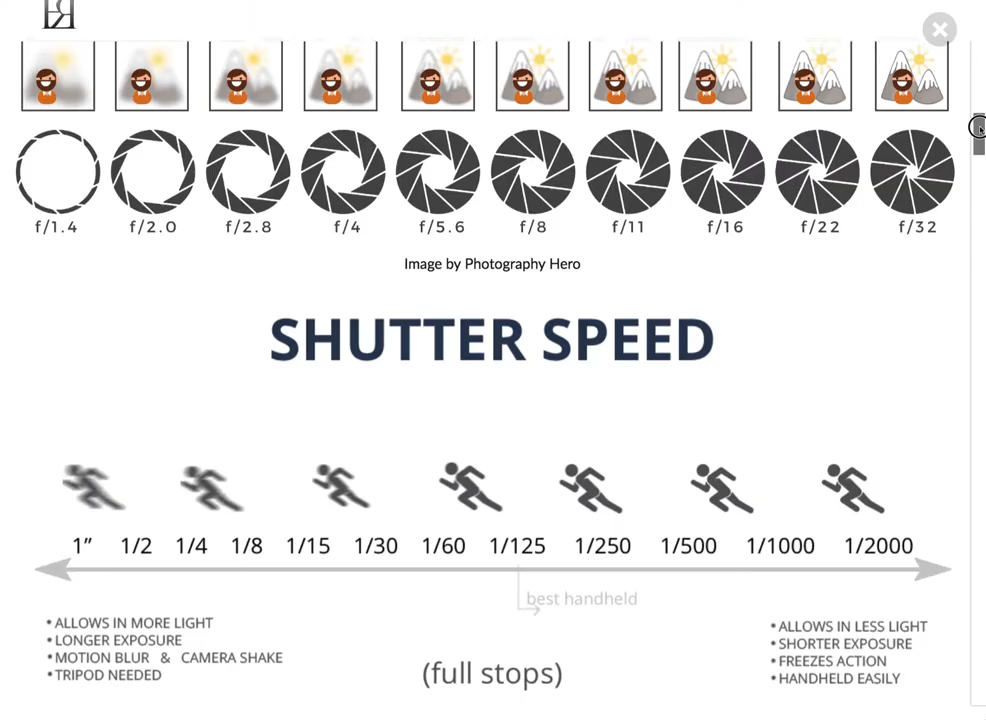 f/1.4 f/2.0 f/2.8 f/4 f/5.6 f/8 f/11 f/16 f/22 f/32
Image by Photography Hero
SHUTTER SPEED
1” 1/2 1/4 1/8 1/15 1/30 1/60 1/125 1/250 1/500 1/1000 1/2000
best handheld
• ALLOWS IN MORE LIGHT
• LONGER EXPOSURE
• MOTION BLUR & CAMERA SHAKE
• TRIPOD NEEDED
(full stops)
• ALLOWS IN LESS LIGHT
• SHORTER EXPOSURE
• FREEZES ACTION
• HANDHELD EASILY